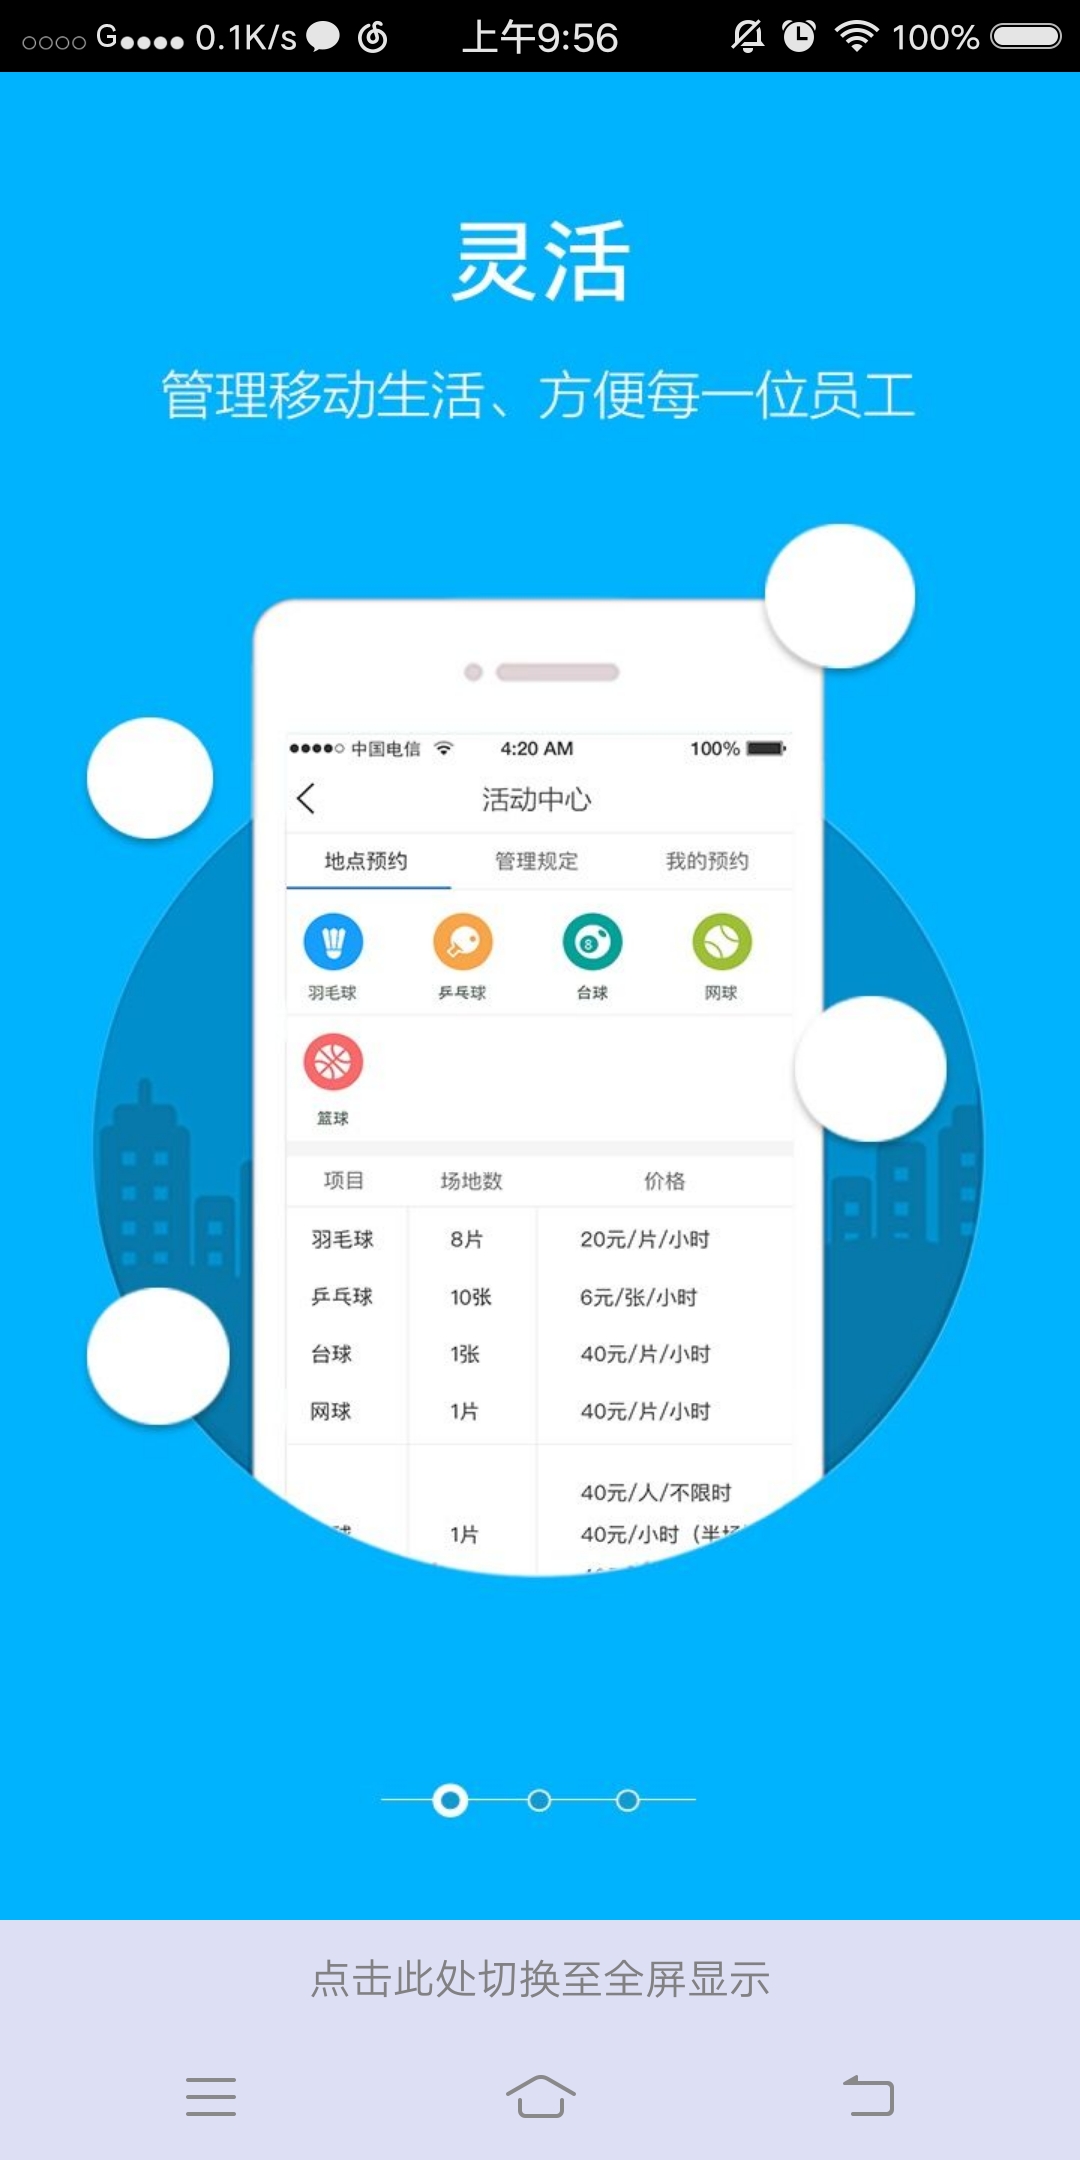 G 0.1K/s 上午9:56 100%
灵活
管理移动生活、方便每一位员工
中国电信 4:20 AM 100%
活动中心
地点预约 管理规定 我的预约
8
羽毛球 乒乓球 台球 网球
篮球
项目 场地数 价格
羽毛球 8片 20元/片/小时
乒乓球 10张 6元/张/小时
台球 1张 40元/片/小时
网球 1片 40元/片/小时
40元/人/不限时
球 1片 40元/小时（半场
点击此处切换至全屏显示